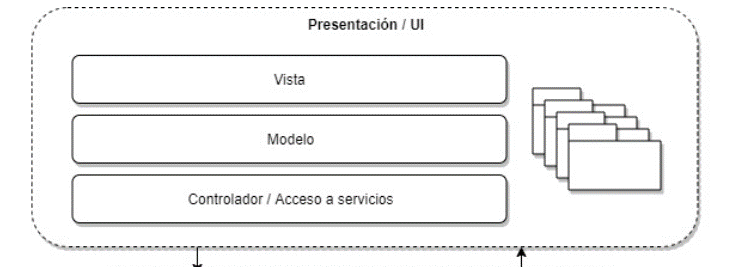 Presentación / UI
Vista
Modelo
Controlador / Acceso a servicios